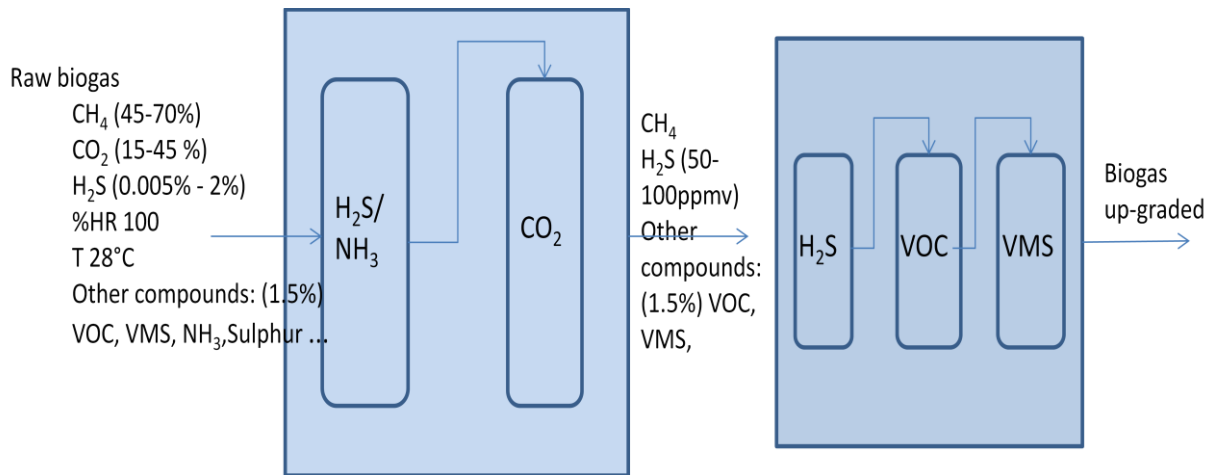 Raw biogas
CH₄ (45-70%)
CO₂ (15-45 %)
H₂S (0.005% - 2%)
%HR 100
T 28°C
Other compounds: (1.5%)
VOC, VMS, NH₃,Sulphur ...
H₂S/
NH₃
CO₂
CH₄
H₂S (50-
100ppmv)
Other
compounds:
(1.5%) VOC,
VMS,
H₂S
VOC
VMS
Biogas
up-graded